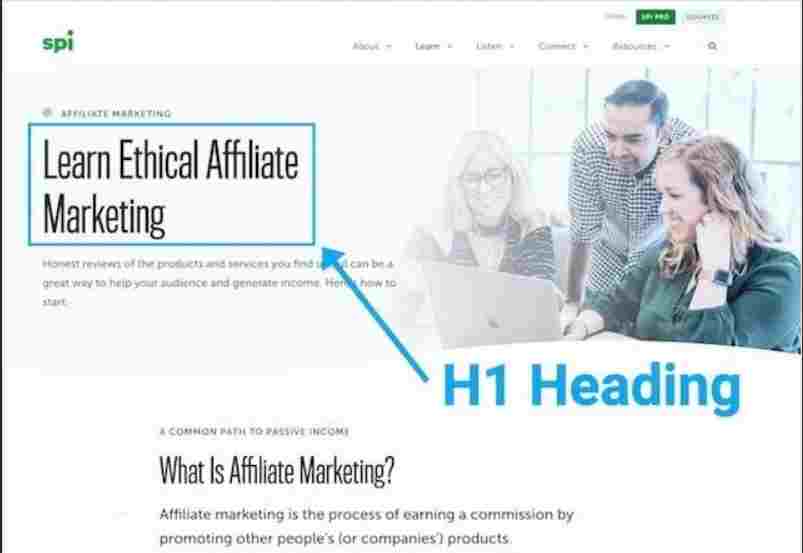 SPI PRO
COURSES
spi
About
Learn
Listen
Connect
Resources
AFFILIATE MARKETING
Learn Ethical Affiliate
Marketing
Honest reviews of the products and services you find useful can be a
great way to help your audience and generate income. Here's how to
start.
H1 Heading
A COMMON PATH TO PASSIVE INCOME
What Is Affiliate Marketing?
Affiliate marketing is the process of earning a commission by
promoting other people's (or companies') products.